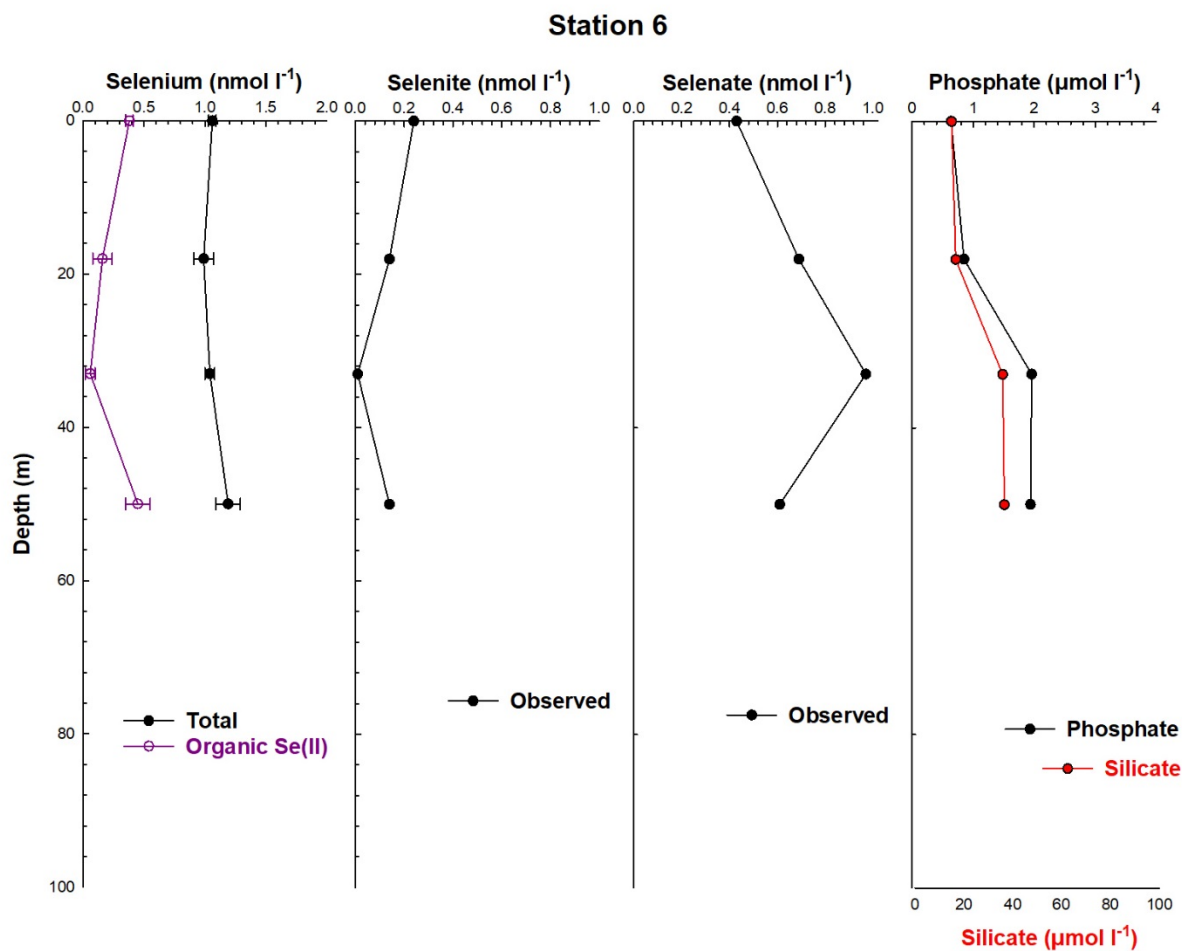 Station 6
Selenium (nmol l⁻¹)
Selenite (nmol l⁻¹)
Selenate (nmol l⁻¹)
Phosphate (µmol l⁻¹)
0.0 0.5 1.0 1.5 2.0
0.0 0.2 0.4 0.6 0.8 1.0
0.0 0.2 0.4 0.6 0.8 1.0
0 1 2 3 4
0
20
40
60
80
100
Depth (m)
Total
Organic Se(II)
Observed
Observed
Phosphate
Silicate
0 20 40 60 80 100
Silicate (µmol l⁻¹)